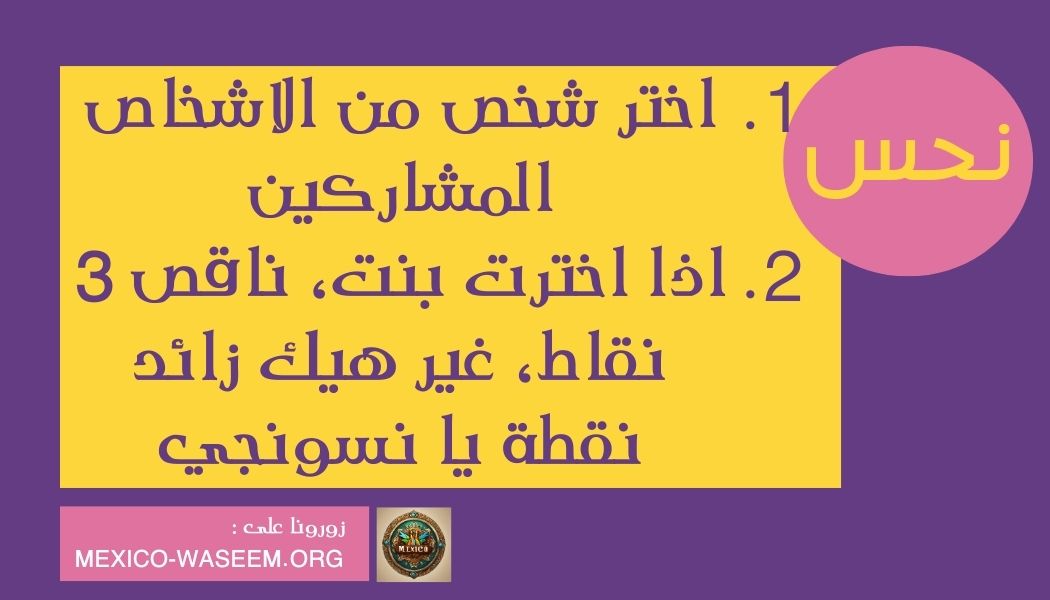 نحس
1. اختر شخص من الاشخاص
المشاركين
2. اذا اخترت بنت، ناقص 3
نقاط، غير هيك زائد
نقطة يا نسونجي
زورونا على :
MEXICO-WASEEM.ORG
MEXICO